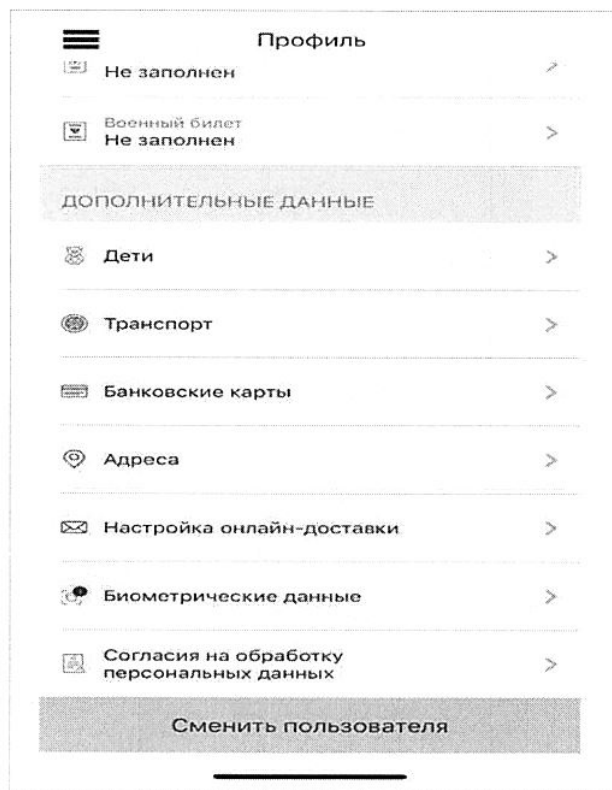 Профиль
Не заполнен
Военный билет
Не заполнен
ДОПОЛНИТЕЛЬНЫЕ ДАННЫЕ
Дети
Транспорт
Банковские карты
Адреса
Настройка онлайн-доставки
Биометрические данные
Согласия на обработку
персональных данных
Сменить пользователя